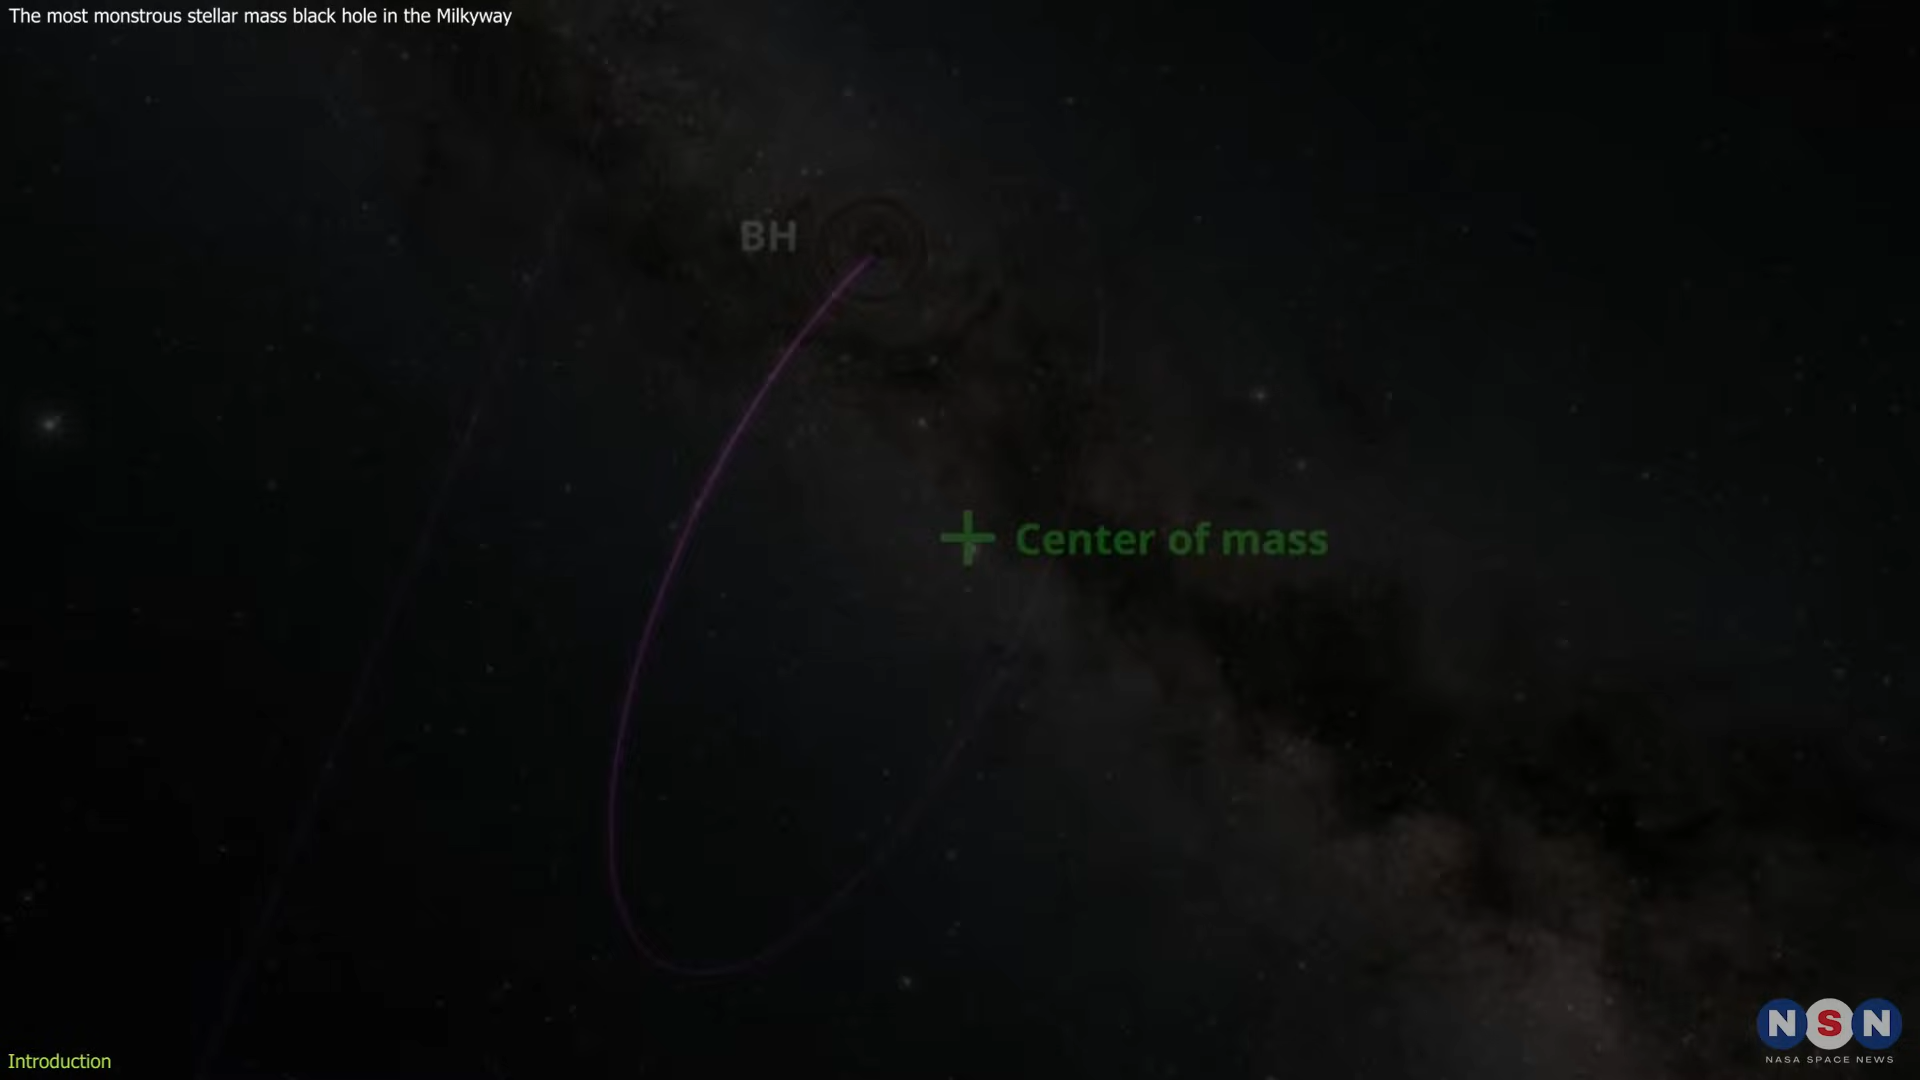 The most monstrous stellar mass black hole in the Milkyway
BH
Center of mass
Introduction
NSN
NASA SPACE NEWS